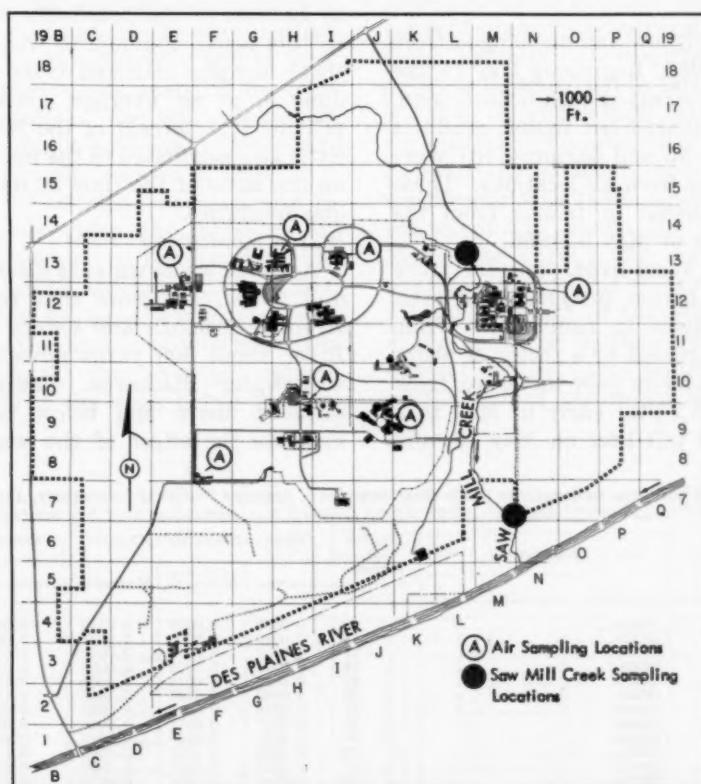 19 B C D E F G H I J K L M N O P Q 19
18 18
17 17
1000
Ft.
16 16
15 15
14 14
A A
13 A 13
A
12 12
11 11
10 A 10
9 A 9
CREEK
8 A N 8
MILL
7 7
Q
SAW
P
O
6
N
5 M
L
4 K
DES PLAINES RIVER
J
3 I
H
A Air Sampling Locations
G
Saw Mill Creek Sampling
Locations
2 F
E
1 D
C
B